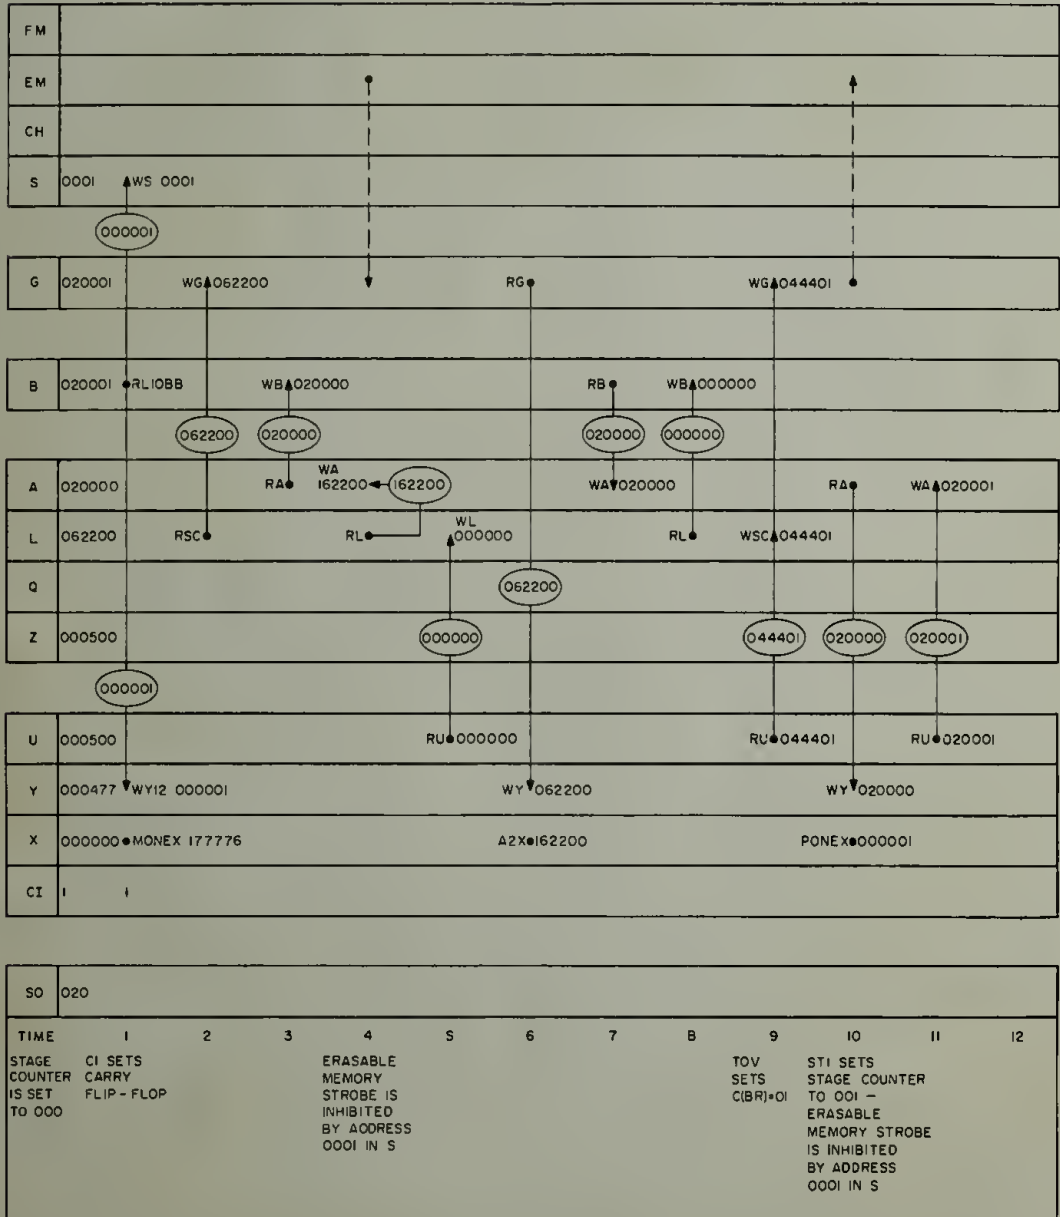 FM
EM
CH
S 0001 WS 0001
000001
G 020001 WG 062200 RG WG 044401
B 020001 RL10BB WB 020000 RB WB 000000
062200 020000 020000 000000
A 020000 RA WA 162200 162200 WA 020000 RA WA 020001
L 062200 RSC RL WL 000000 RL WSC 044401
Q 062200
Z 000500 000000 044401 020000 020001
000001
U 000500 RU 000000 RU 044401 RU 020001
Y 000477 WY12 000001 WY 062200 WY 020000
X 000000 MONEX 177776 A2X 162200 PONEX 000001
CI 1 1
SO 020
TIME 1 2 3 4 5 6 7 8 9 10 11 12
STAGE
COUNTER
IS SET
TO 000
CI SETS
CARRY
FLIP-FLOP
ERASABLE
MEMORY
STROBE IS
INHIBITED
BY ADDRESS
0001 IN S
TOV
SETS
C(BR)=01
ST1 SETS
STAGE COUNTER
TO 001 –
ERASABLE
MEMORY STROBE
IS INHIBITED
BY ADDRESS
0001 IN S